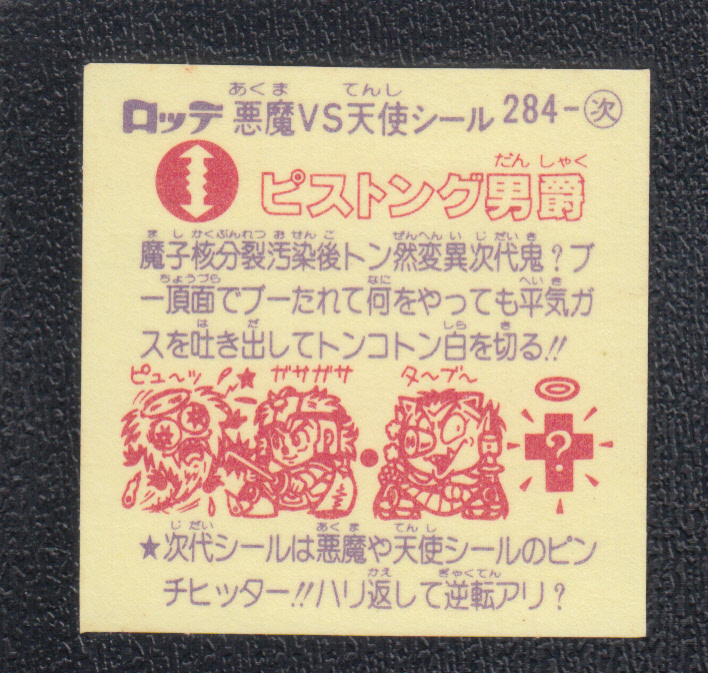 あくま てんし
ロッテ 悪魔VS天使シール 284-次
だん しゃく
ピストング男爵
ま し かくぶんれつ お せん ご ぜんへん い じ だい き
魔子核分裂汚染後トン然変異次代鬼?ブ
ちょうづら なに へい き
ー頂面でブーたれて何をやっても平気ガ
は だ しら き
スを吐き出してトンコトン白を切る!!
ピュ〜ッ ガサガサ タ〜ブ〜
?
じ だい あくま てん し
★次代シールは悪魔や天使シールのピン
かえ ぎゃくてん
チヒッター!!ハリ返して逆転アリ?